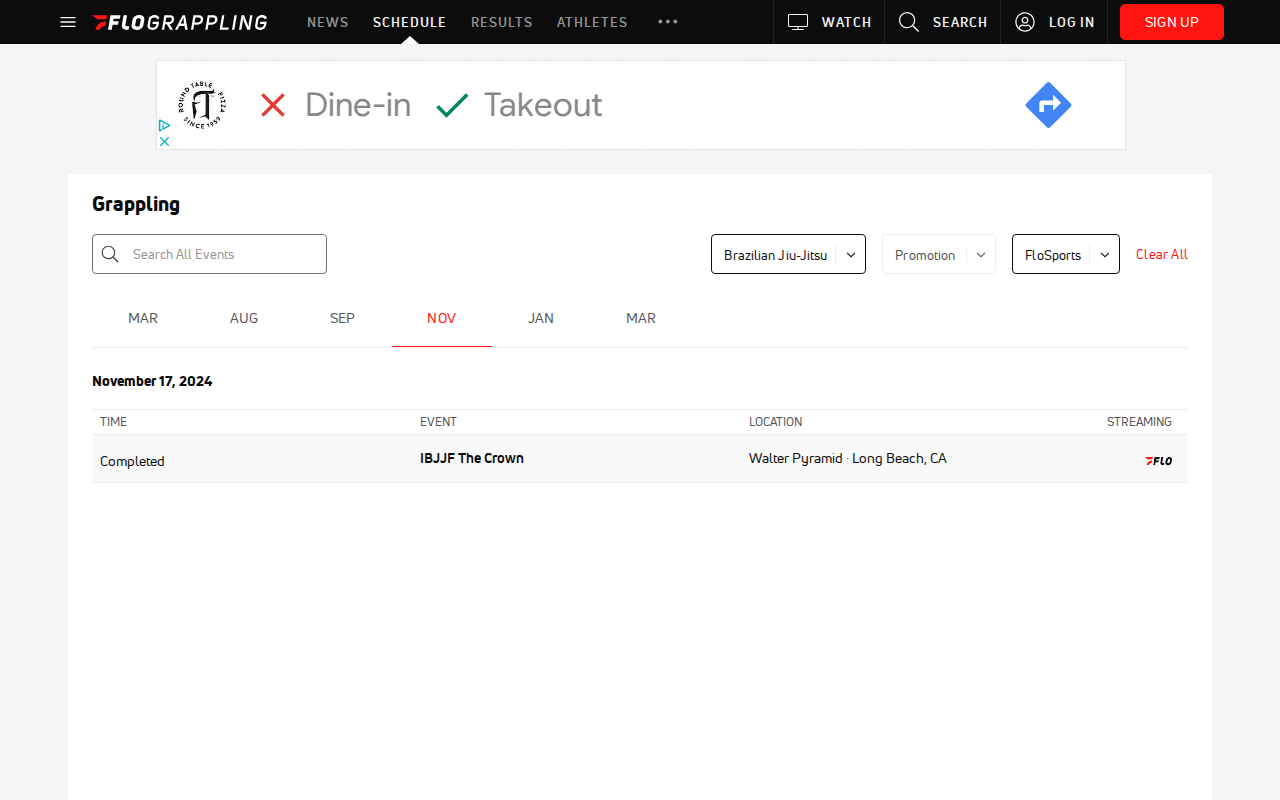 FLOGRAPPLING NEWS SCHEDULE RESULTS ATHLETES WATCH SEARCH LOG IN SIGN UP
ROUND TABLE PIZZA SINCE 1959 Dine-in Takeout
Grappling
Search All Events Brazilian Jiu-Jitsu Promotion FloSports Clear All
MAR AUG SEP NOV JAN MAR
November 17, 2024
TIME EVENT LOCATION STREAMING
Completed IBJJF The Crown Walter Pyramid · Long Beach, CA FLO